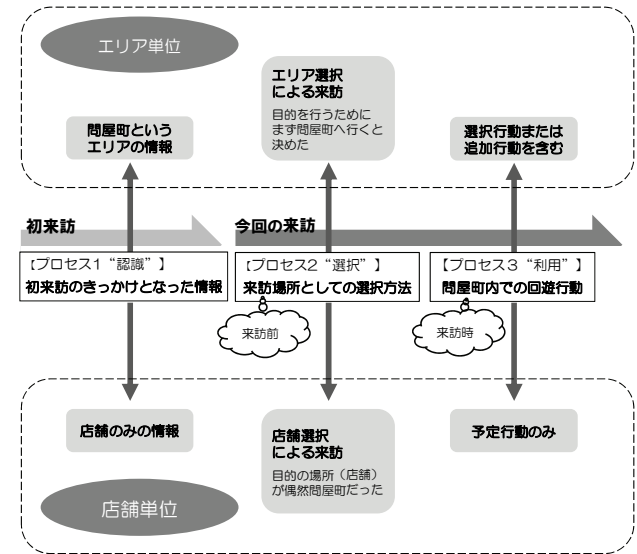 エリア単位
エリア選択
による来訪
目的を行うために
まず問屋町へ行くと
決めた
問屋町という
エリアの情報
選択行動または
追加行動を含む
初来訪
今回の来訪
【プロセス1 “認識” 】
初来訪のきっかけとなった情報
【プロセス2 “選択” 】
来訪場所としての選択方法
【プロセス3 “利用” 】
問屋町内での回遊行動
来訪前
来訪時
店舗のみの情報
店舗選択
による来訪
目的の場所（店舗）
が偶然問屋町だった
予定行動のみ
店舗単位